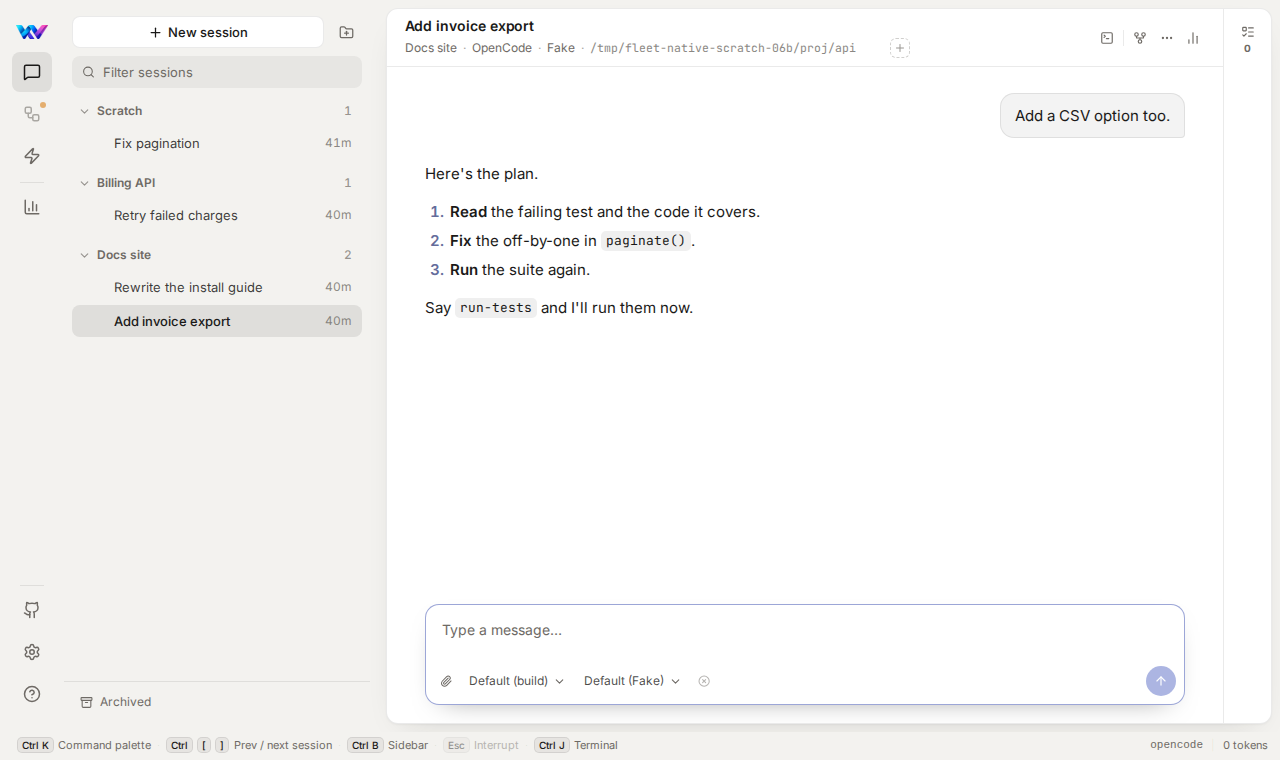 New session
Filter sessions
Scratch 1
Fix pagination 41m
Billing API 1
Retry failed charges 40m
Docs site 2
Rewrite the install guide 40m
Add invoice export 40m
Archived
Add invoice export
Docs site · OpenCode · Fake · /tmp/fleet-native-scratch-06b/proj/api
0
Add a CSV option too.
Here's the plan.
1. Read the failing test and the code it covers.
2. Fix the off-by-one in paginate().
3. Run the suite again.
Say run-tests and I'll run them now.
Type a message...
Default (build) Default (Fake)
Ctrl K Command palette Ctrl [ ] Prev / next session Ctrl B Sidebar Esc Interrupt Ctrl J Terminal opencode 0 tokens